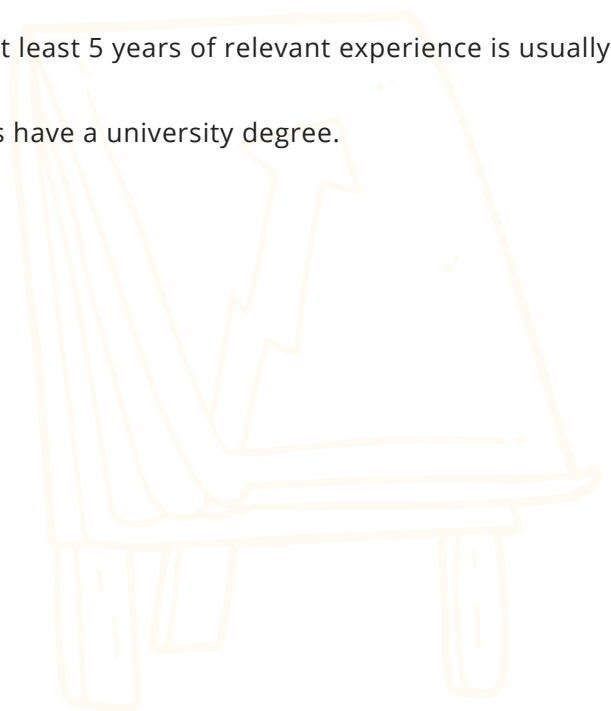 t least 5 years of relevant experience is usually
s have a university degree.